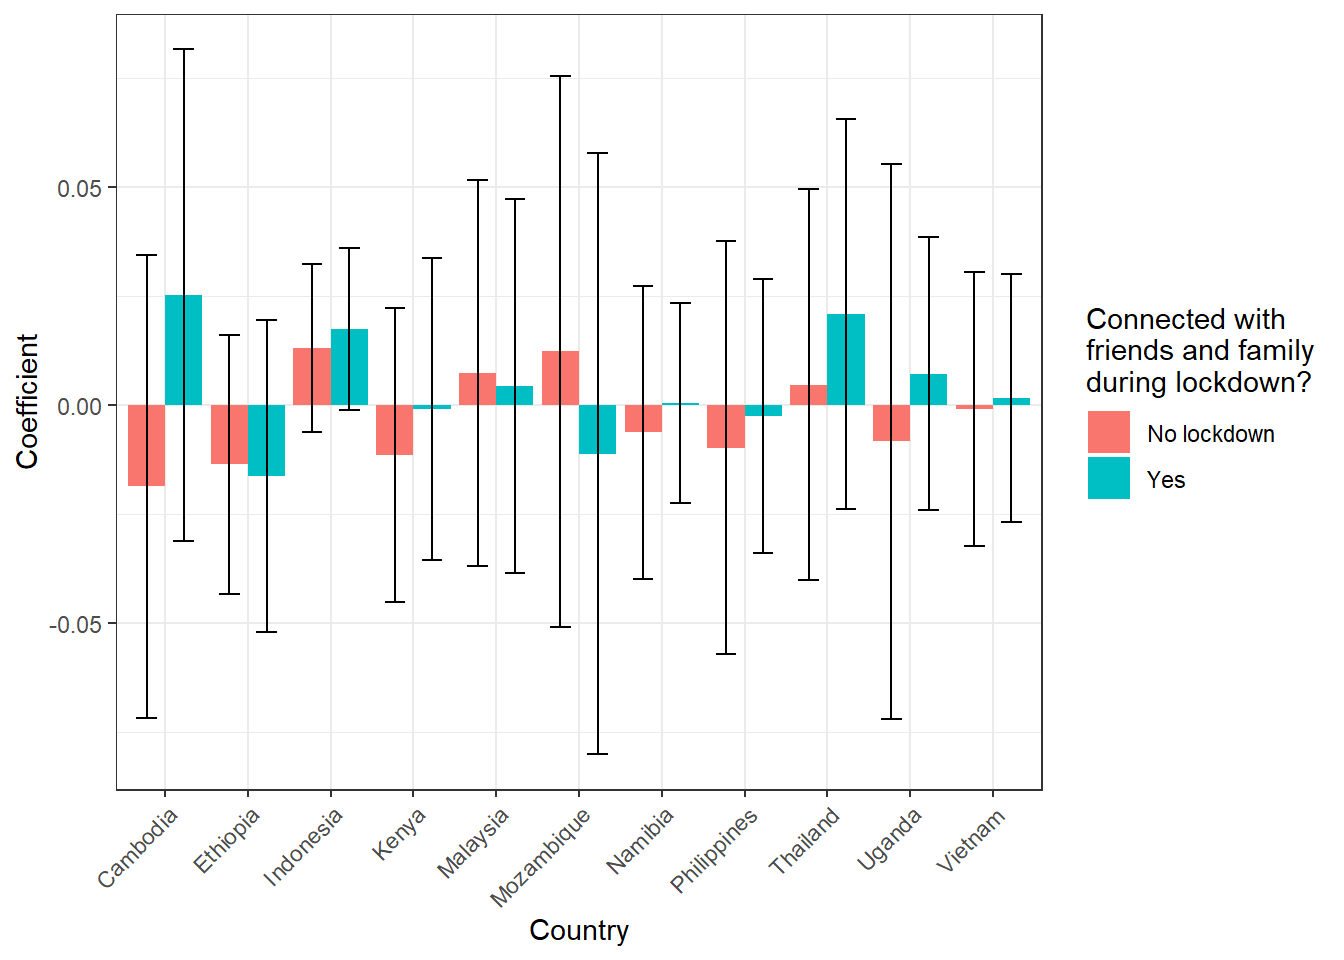 0.05
0.00
-0.05
Coefficient
Cambodia
Ethiopia
Indonesia
Kenya
Malaysia
Mozambique
Namibia
Philippines
Thailand
Uganda
Vietnam
Country
Connected with
friends and family
during lockdown?
No lockdown
Yes